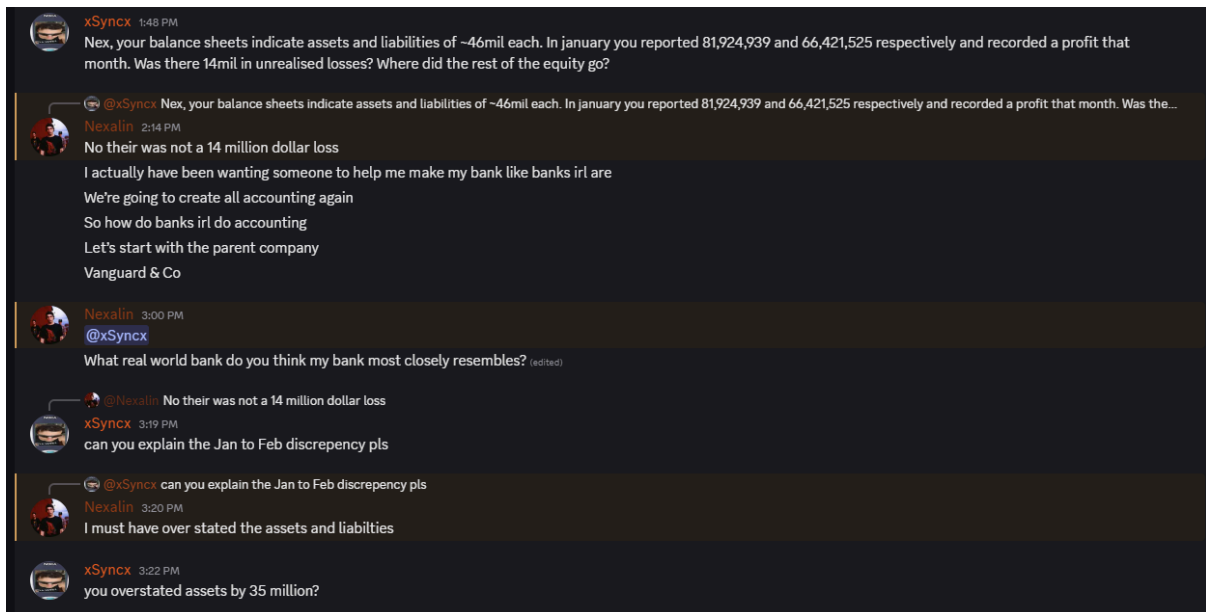 xSyncx 1:48 PM
Nex, your balance sheets indicate assets and liabilities of ~46mil each. In january you reported 81,924,939 and 66,421,525 respectively and recorded a profit that
month. Was there 14mil in unrealised losses? Where did the rest of the equity go?
@xSyncx Nex, your balance sheets indicate assets and liabilities of ~46mil each. In january you reported 81,924,939 and 66,421,525 respectively and recorded a profit that month. Was the...
Nexalin 2:14 PM
No their was not a 14 million dollar loss
I actually have been wanting someone to help me make my bank like banks irl are
We're going to create all accounting again
So how do banks irl do accounting
Let's start with the parent company
Vanguard & Co
Nexalin 3:00 PM
@xSyncx
What real world bank do you think my bank most closely resembles? (edited)
@Nexalin No their was not a 14 million dollar loss
xSyncx 3:19 PM
can you explain the Jan to Feb discrepency pls
@xSyncx can you explain the Jan to Feb discrepency pls
Nexalin 3:20 PM
I must have over stated the assets and liabilties
xSyncx 3:22 PM
you overstated assets by 35 million?